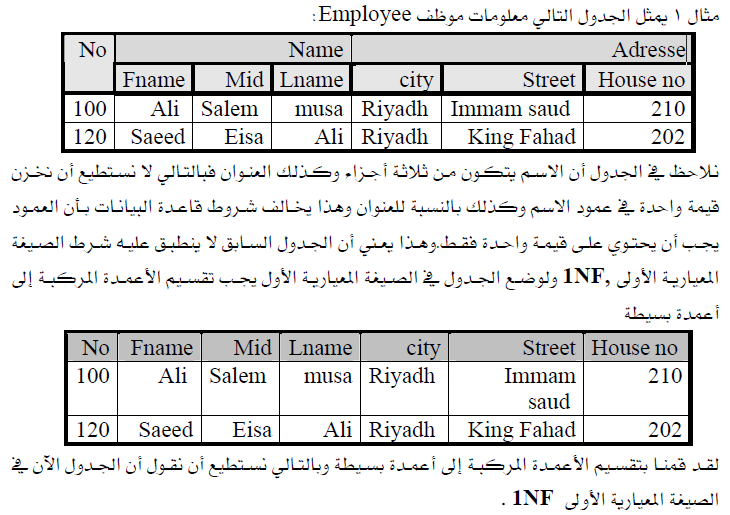 مثال ١ يمثل الجدول التالي معلومات موظف Employee:
No Name Adresse
Fname Mid Lname city Street House no
100 Ali Salem musa Riyadh Immam saud 210
120 Saeed Eisa Ali Riyadh King Fahad 202
نلاحظ في الجدول أن الاسم يتكون من ثلاثة أجزاء وكذلك العنوان فبالتالي لا نستطيع أن نخزن
قيمة واحدة في عمود الاسم وكذلك بالنسبة للعنوان وهذا يخالف شروط قاعدة البيانات بأن العمود
يجب أن يحتوي على قيمة واحدة فقط.وهذا يعني أن الجدول السابق لا ينطبق عليه شرط الصيغة
المعيارية الأولى ,1NF ولوضع الجدول في الصيغة المعيارية الأول يجب تقسيم الأعمدة المركبة إلى
أعمدة بسيطة
No Fname Mid Lname city Street House no
100 Ali Salem musa Riyadh Immam 210
saud
120 Saeed Eisa Ali Riyadh King Fahad 202
لقد قمنا بتقسيم الأعمدة المركبة إلى أعمدة بسيطة وبالتالي نستطيع أن نقول أن الجدول الآن في
الصيغة المعيارية الأولى 1NF .